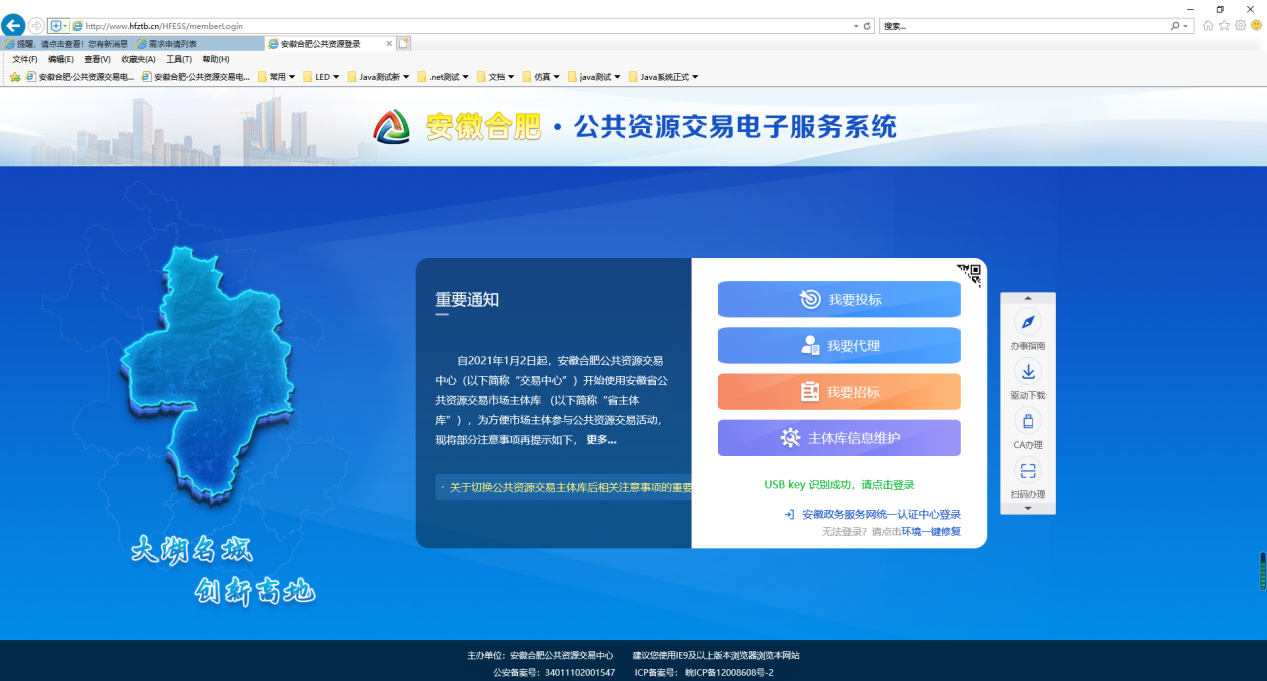 http://www.hfztb.cn/HFESS/memberLogin
搜索...
提醒，请点击查看！您有新消息
需求申请列表
安徽合肥公共资源登录
文件(F) 编辑(E) 查看(V) 收藏夹(A) 工具(T) 帮助(H)
安徽合肥·公共资源交易电... 安徽合肥·公共资源交易电... 常用 LED Java测试新 .net测试 文档 仿真 java测试 Java系统正式
安徽合肥·公共资源交易电子服务系统
重要通知
自2021年1月2日起，安徽合肥公共资源交易
中心（以下简称“交易中心”）开始使用安徽省公
共资源交易市场主体库 （以下简称“省主体
库”），为方便市场主体参与公共资源交易活动，
现将部分注意事项再提示如下， 更多...
· 关于切换公共资源交易主体库后相关注意事项的重要
我要投标
我要代理
我要招标
主体库信息维护
USB key 识别成功，请点击登录
安徽政务服务网统一认证中心登录
无法登录？请点击环境一键修复
办事指南
驱动下载
CA办理
扫码办理
大湖名城
创新高地
主办单位：安徽合肥公共资源交易中心 建议您使用IE9及以上版本浏览器浏览本网站
公安备案号：34011102001547 ICP备案号： 皖ICP备12008608号-2